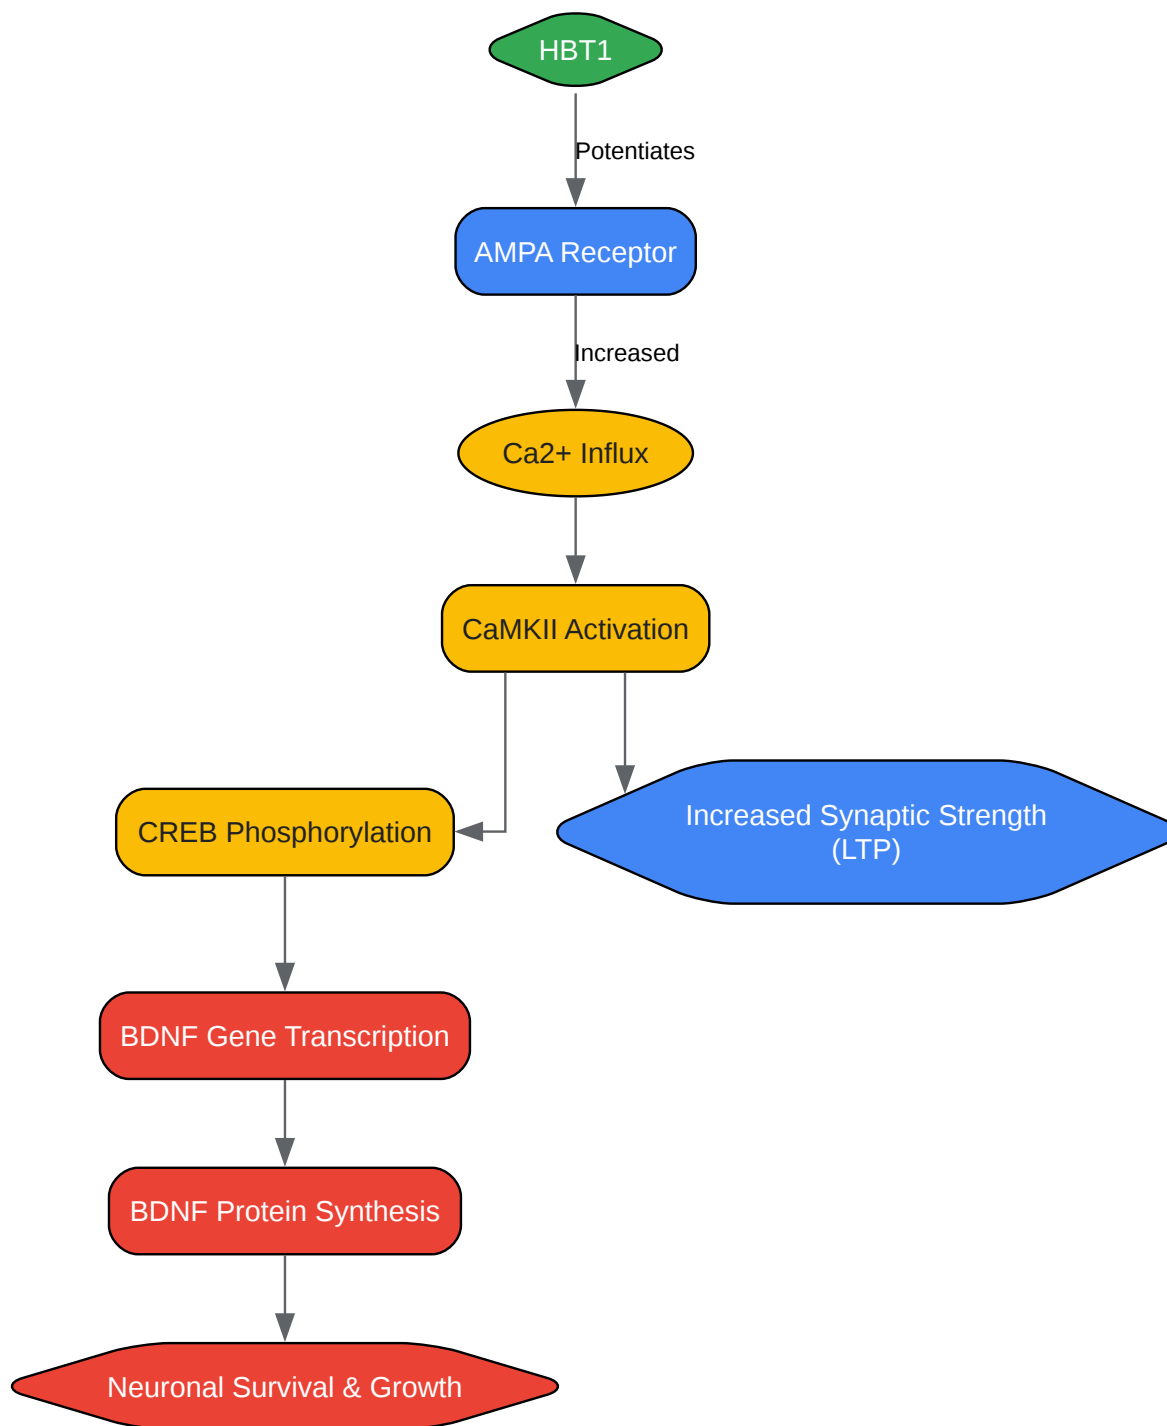 HBT1
Potentiates
AMPA Receptor
Increased
Ca2+ Influx
CaMKII Activation
CREB Phosphorylation
Increased Synaptic Strength
(LTP)
BDNF Gene Transcription
BDNF Protein Synthesis
Neuronal Survival & Growth